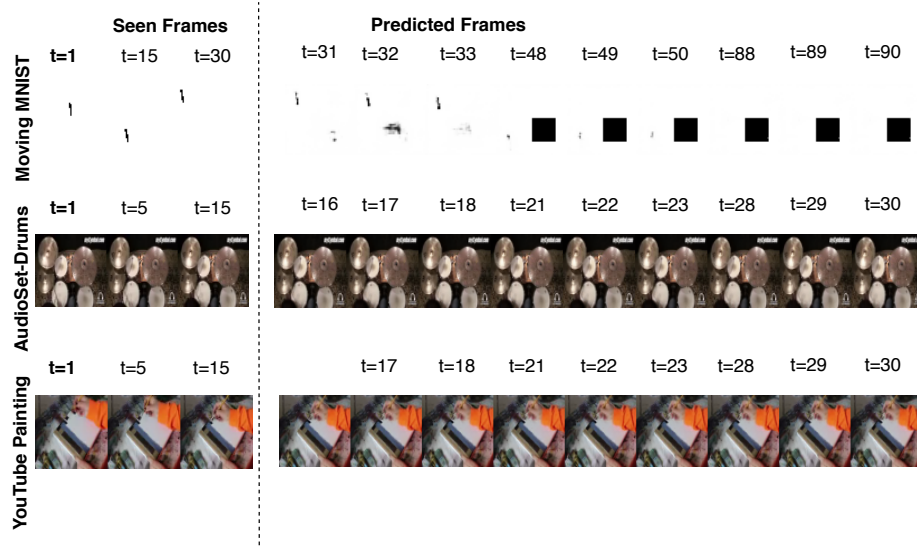 Seen Frames
Predicted Frames
Moving MNIST
t=1 t=15 t=30
t=31 t=32 t=33 t=48 t=49 t=50 t=88 t=89 t=90
AudioSet-Drums
t=1 t=5 t=15
t=16 t=17 t=18 t=21 t=22 t=23 t=28 t=29 t=30
YouTube Painting
t=1 t=5 t=15
t=17 t=18 t=21 t=22 t=23 t=28 t=29 t=30